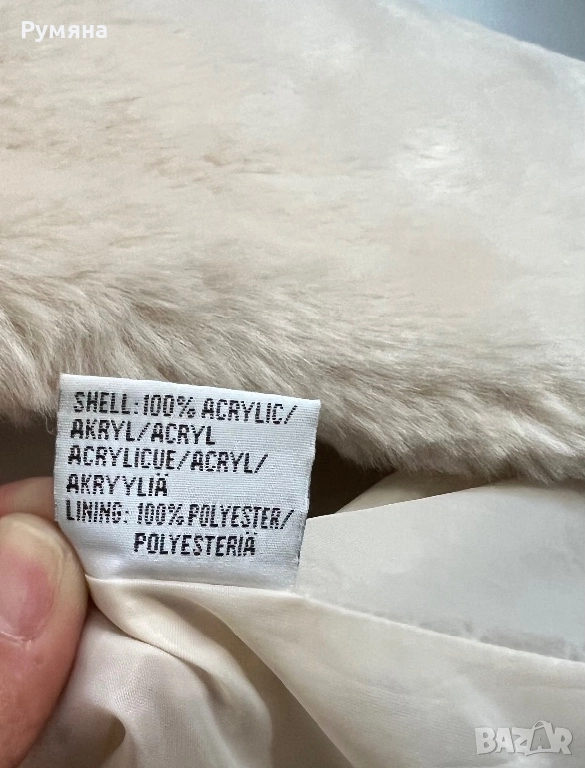 Румяна
SHELL: 100% ACRYLIC/
AKRYL/ACRYL
ACRYLICUE/ACRYL/
AKRYYLIÄ
LINING: 100% POLYESTER/
POLYESTERIÄ
BAZAR